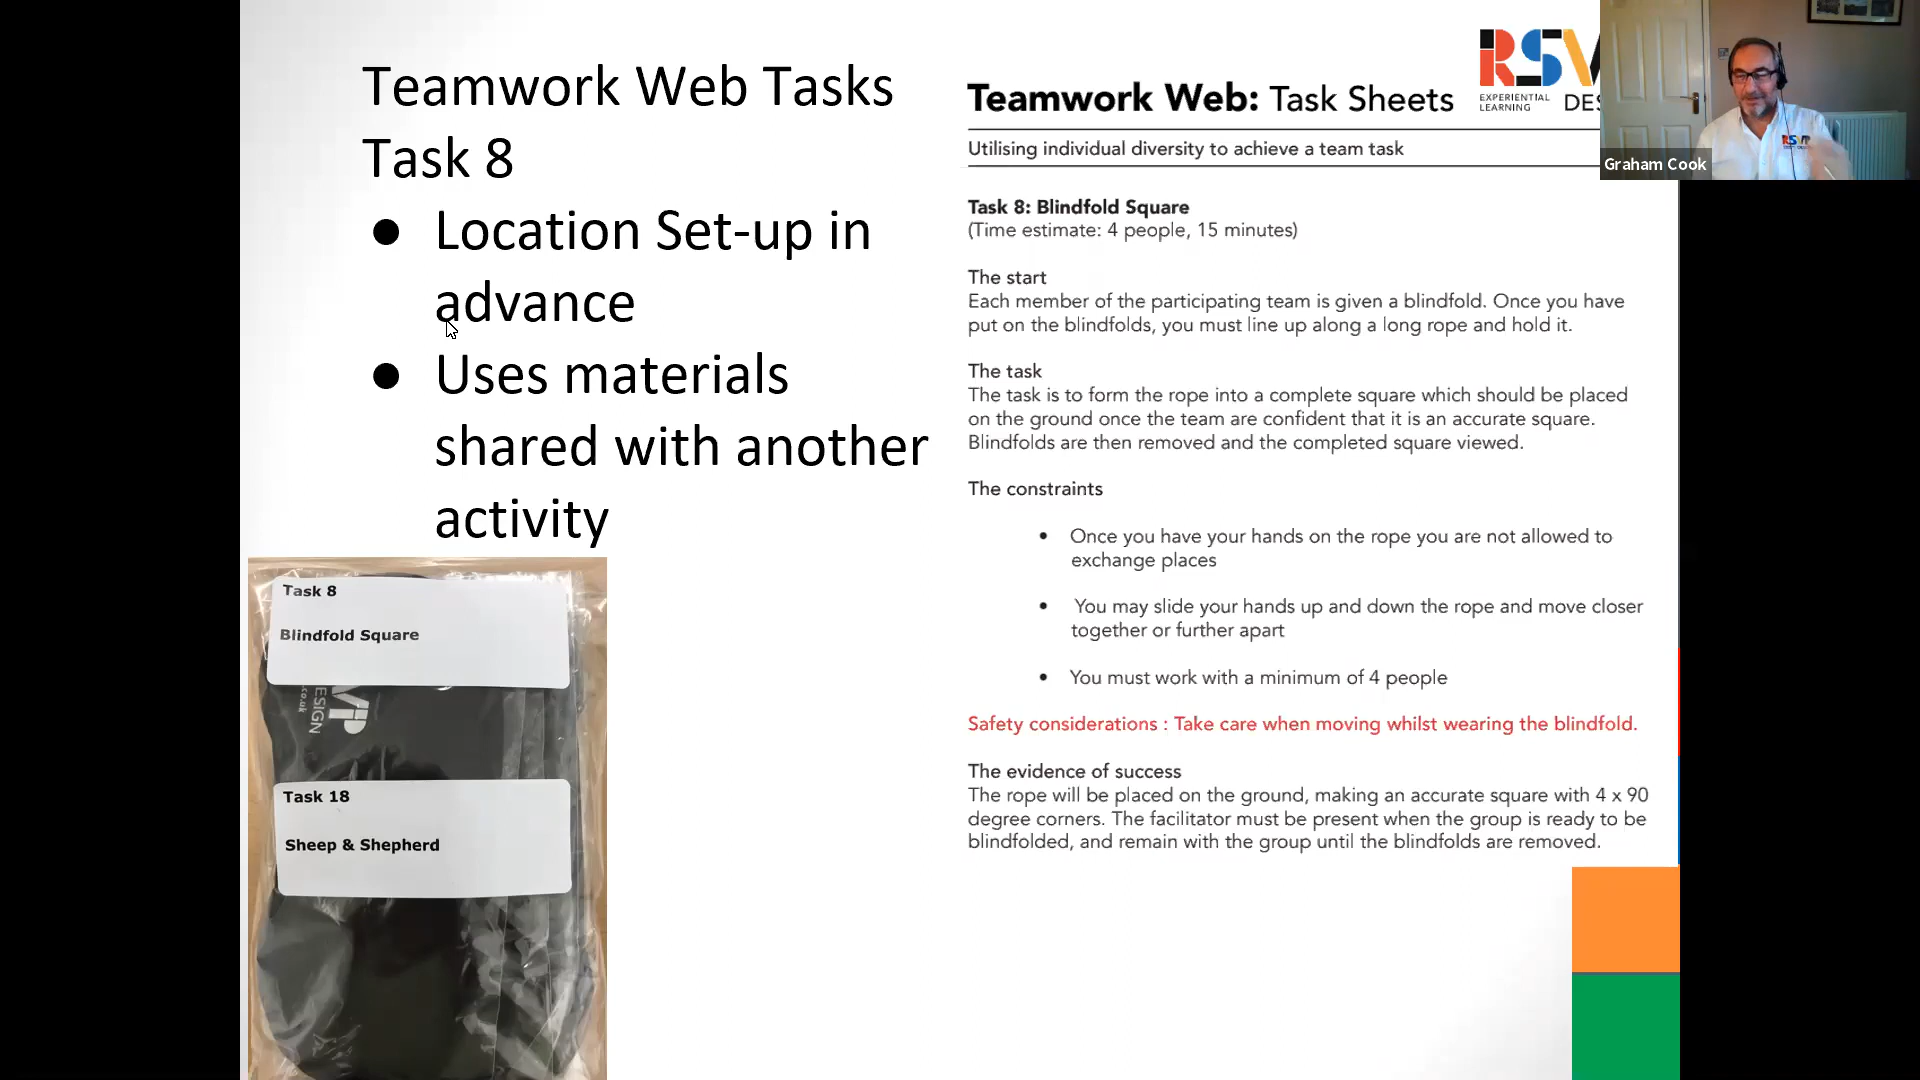 Teamwork Web Tasks
Task 8
● Location Set-up in
advance
● Uses materials
shared with another
activity
Task 8
Blindfold Square
ESIGN
.co.uk
Task 18
Sheep & Shepherd
RSV
EXPERIENTIAL
LEARNING
DES
Teamwork Web: Task Sheets
Utilising individual diversity to achieve a team task
Task 8: Blindfold Square
(Time estimate: 4 people, 15 minutes)
The start
Each member of the participating team is given a blindfold. Once you have
put on the blindfolds, you must line up along a long rope and hold it.
The task
The task is to form the rope into a complete square which should be placed
on the ground once the team are confident that it is an accurate square.
Blindfolds are then removed and the completed square viewed.
The constraints
• Once you have your hands on the rope you are not allowed to
exchange places
• You may slide your hands up and down the rope and move closer
together or further apart
• You must work with a minimum of 4 people
Safety considerations : Take care when moving whilst wearing the blindfold.
The evidence of success
The rope will be placed on the ground, making an accurate square with 4 x 90
degree corners. The facilitator must be present when the group is ready to be
blindfolded, and remain with the group until the blindfolds are removed.
Graham Cook
RSVP